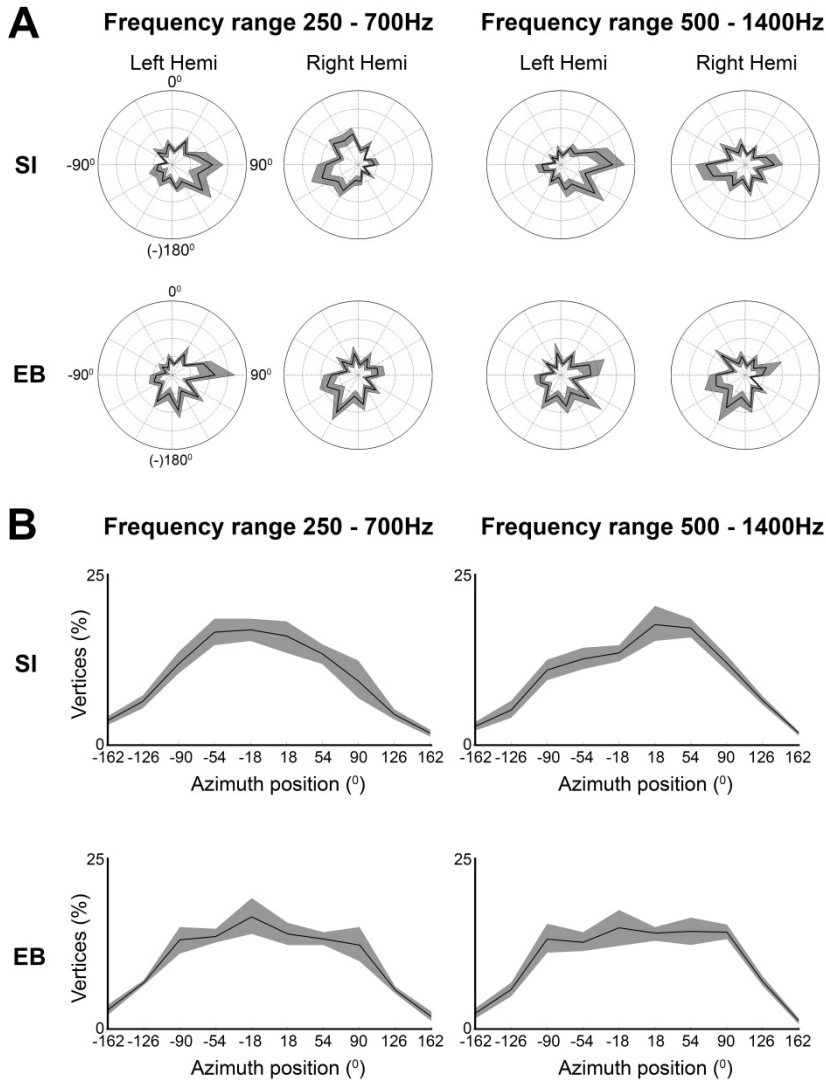 A
Frequency range 250 - 700Hz
Frequency range 500 - 1400Hz
Left Hemi
Right Hemi
Left Hemi
Right Hemi
0⁰
SI
-90⁰
90⁰
(-)180⁰
0⁰
EB
-90⁰
90⁰
(-)180⁰
B
Frequency range 250 - 700Hz
Frequency range 500 - 1400Hz
SI
25
Vertices (%)
0
-162 -126 -90 -54 -18 18 54 90 126 162
Azimuth position (⁰)
25
0
-162 -126 -90 -54 -18 18 54 90 126 162
Azimuth position (⁰)
EB
25
Vertices (%)
0
-162 -126 -90 -54 -18 18 54 90 126 162
Azimuth position (⁰)
25
0
-162 -126 -90 -54 -18 18 54 90 126 162
Azimuth position (⁰)